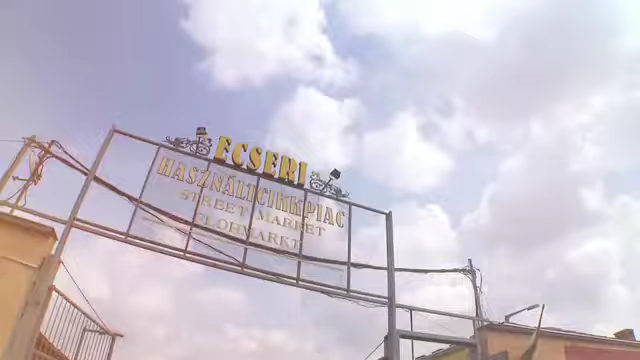 ECSERI
HASZNÁLTCIKKPIAC
STREET MARKET
FLOHMARKT